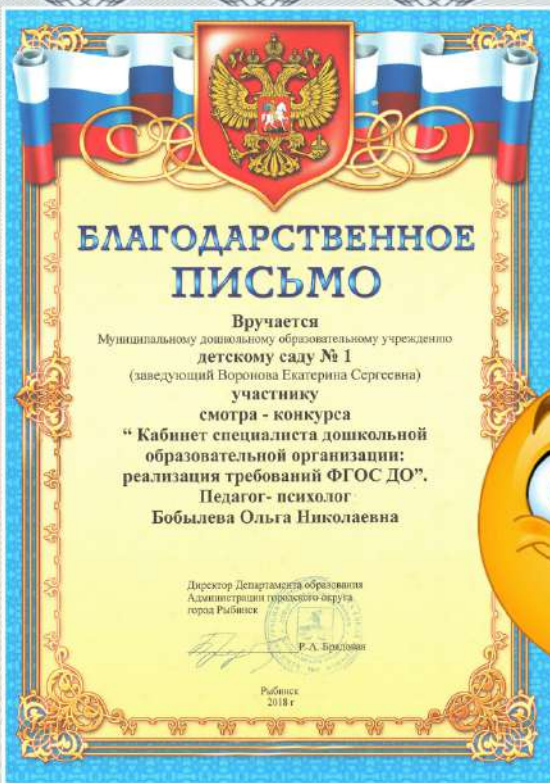 БЛАГОДАРСТВЕННОЕ
ПИСЬМО
Вручается
Муниципальному дошкольному образовательному учреждению
детскому саду № 1
(заведующий Воронова Екатерина Сергеевна)
участнику
смотра - конкурса
“ Кабинет специалиста дошкольной
образовательной организации:
реализация требований ФГОС ДО”.
Педагог- психолог
Бобылева Ольга Николаевна
Директор Департамента образования
Администрации городского округа
город Рыбинск
Р. А. Брядовая
Рыбинск
2018 г